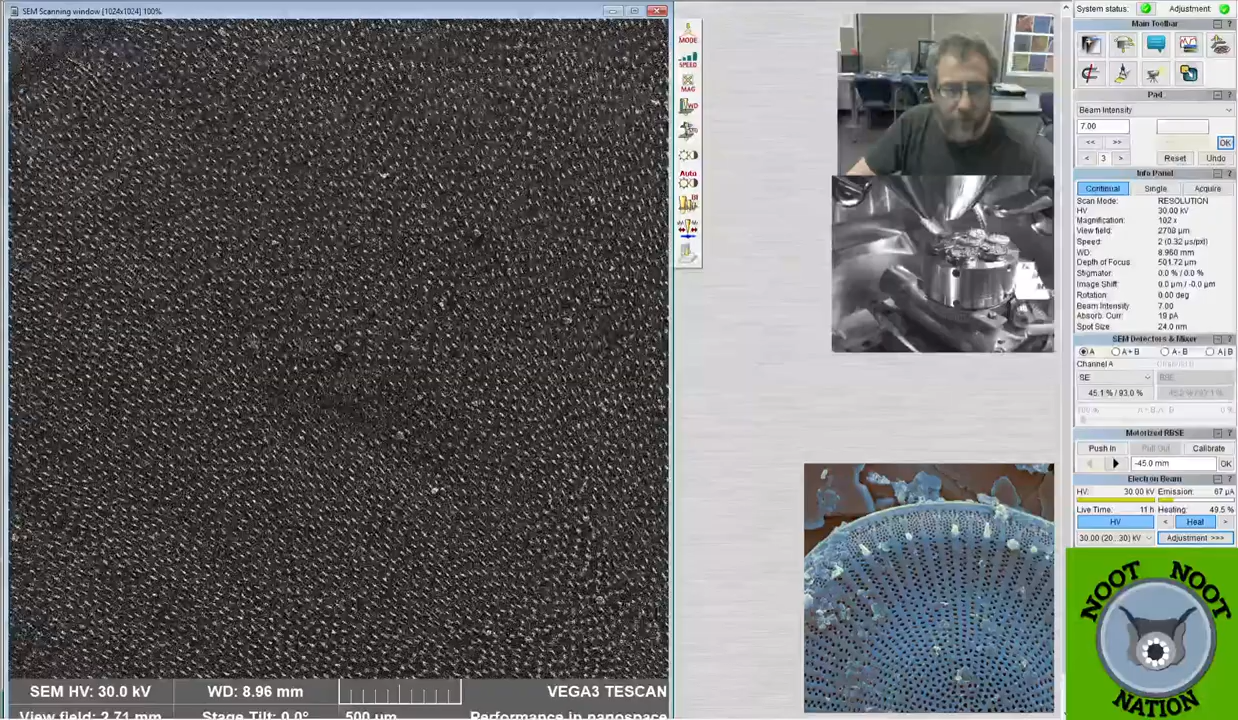 SEM Scanning window [1024x1024] 100%
MODE
SPEED
MAG
WD
Auto
SEM HV: 30.0 kV
WD: 8.96 mm
VEGA3 TESCAN
View field: 2.71 mm
Stage Tilt: 0.0°
500 µm
Performance in nanospace
System status:
Adjustment:
Main Toolbar
Pad
Beam Intensity
7.00
OK
<< >>
< 3 >
Reset
Undo
Info Panel
Continual
Single
Acquire
Scan Mode: RESOLUTION
HV 30.00 kV
Magnification: 102 x
View field: 2708 µm
Speed: 2 (0.32 µs/pxl)
WD: 8.960 mm
Depth of Focus 501.72 µm
Stigmator: 0.0 % / 0.0 %
Image Shift: 0.0 µm / -0.0 µm
Rotation: 0.00 deg
Beam Intensity 7.00
Absorb. Curr: 19 pA
Spot Size: 24.0 nm
SEM Detectors & Mixer
A
A + B
A - B
A | B
Channel A
Channel B
SE
BSE
45.1 % / 93.0 %
100 %
0 %
Motorized RBSE
Push In
Pull Out
Calibrate
-45.0 mm
OK
Electron Beam
HV: 30.00 kV
Emission: 67 µA
Live Time: 11 h
Heating: 49.5 %
HV
<
Heat
>
30.00 (20...30) kV
Adjustment >>>
NOOT NOOT
NATION